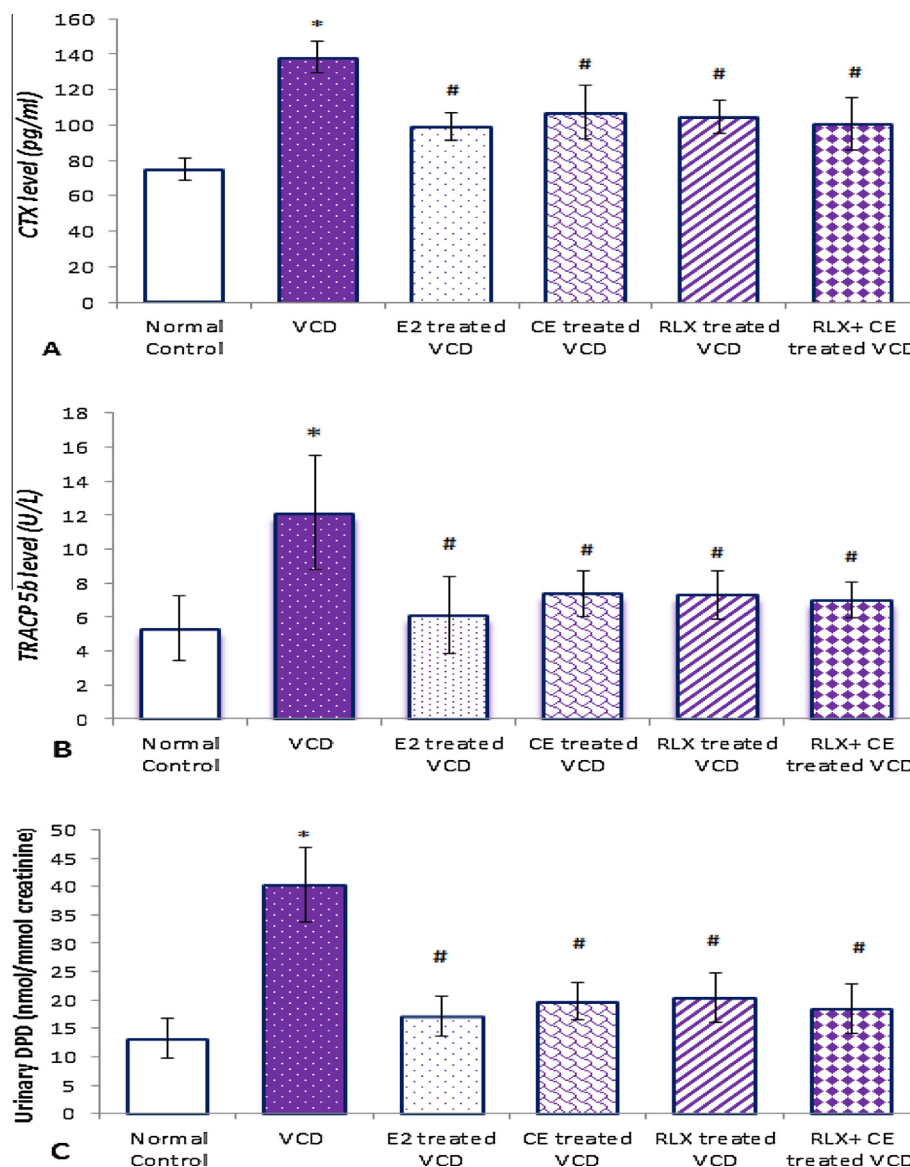 CTX level (pg/ml)
160
140
120
100
80
60
40
20
0
*
#
#
#
#
Normal Control
VCD
E2 treated VCD
CE treated VCD
RLX treated VCD
RLX+ CE treated VCD
A
TRACP5b level (U/L)
18
16
14
12
10
8
6
4
2
0
*
#
#
#
#
Normal Control
VCD
E2 treated VCD
CE treated VCD
RLX treated VCD
RLX+ CE treated VCD
B
Urinary DPD (nmol/mmol creatinine)
50
45
40
35
30
25
20
15
10
5
0
*
#
#
#
#
Normal Control
VCD
E2 treated VCD
CE treated VCD
RLX treated VCD
RLX+ CE treated VCD
C